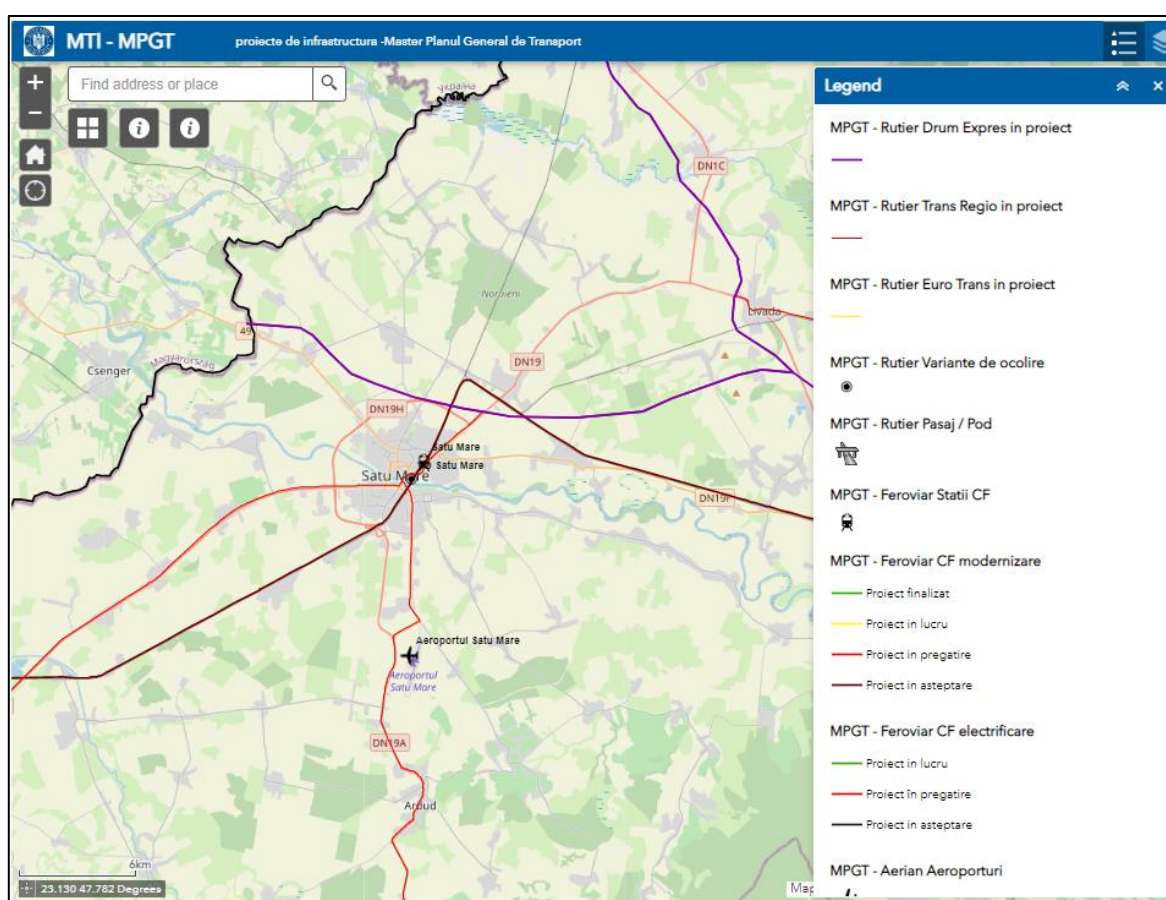 MTI - MPGT
proiecte de infrastructura -Master Planul General de Transport
Find address or place
Legend
MPGT - Rutier Drum Expres in proiect
MPGT - Rutier Trans Regio in proiect
MPGT - Rutier Euro Trans in proiect
MPGT - Rutier Variante de ocolire
MPGT - Rutier Pasaj / Pod
MPGT - Feroviar Statii CF
MPGT - Feroviar CF modernizare
Proiect finalizat
Proiect in lucru
Proiect in pregatire
Proiect in asteptare
MPGT - Feroviar CF electrificare
Proiect in lucru
Proiect în pregatire
Proiect in asteptare
MPGT - Aerian Aeroporturi
Україна
DN1C
Norbieni
Livada
49
Magyarország
Csenger
DN19
DN19H
Satu Mare
Satu Mare
Satu Mare
DN19F
Aeroportul Satu Mare
Aeroportul
Satu Mare
DN19A
Ardud
6km
23.130 47.782 Degrees
Map